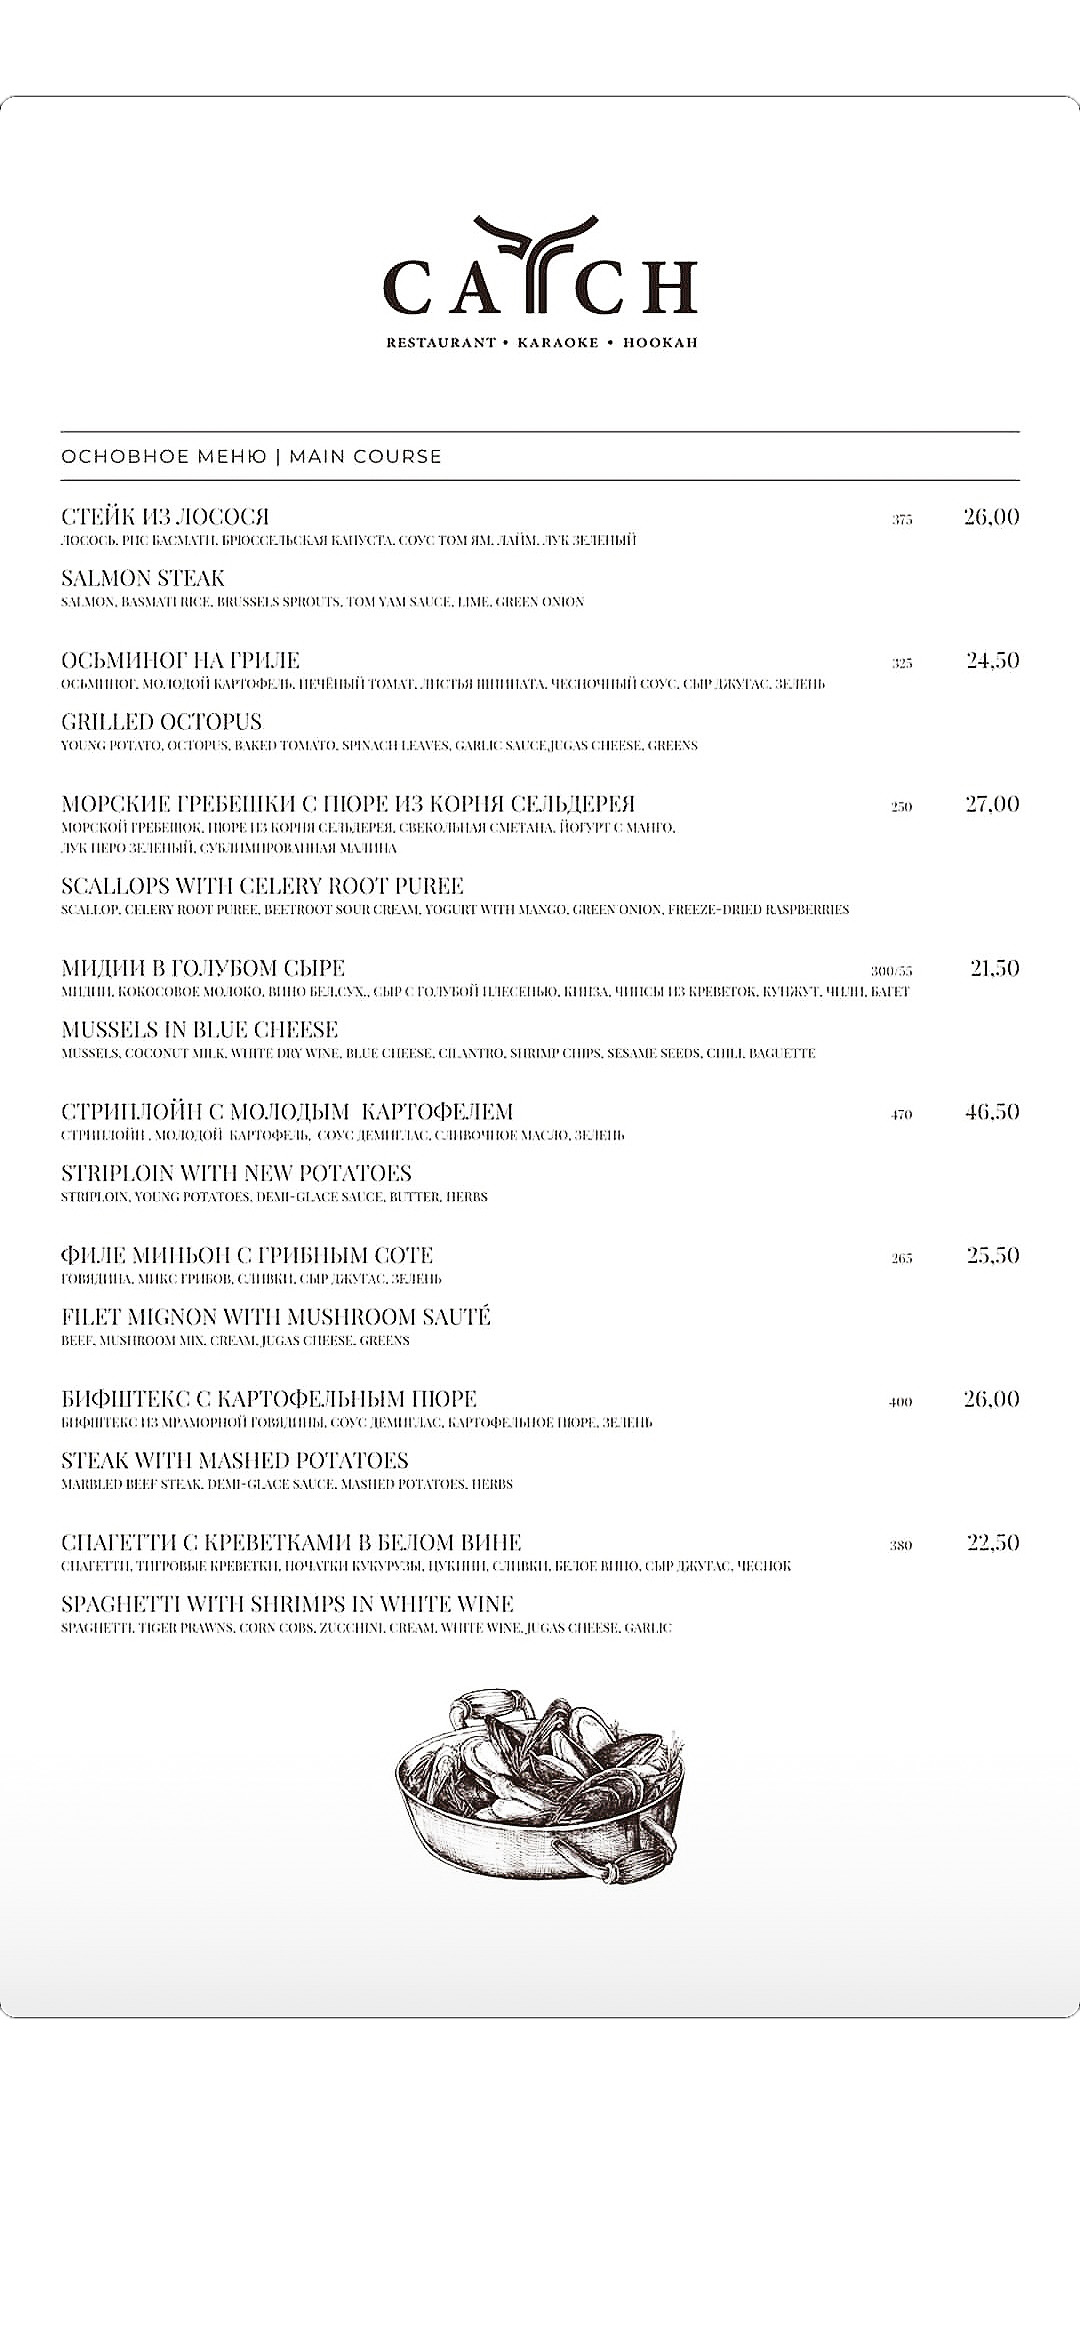 CATCH
RESTAURANT • KARAOKE • HOOKAH
ОСНОВНОЕ МЕНЮ | MAIN COURSE
СТЕЙК ИЗ ЛОСОСЯ 375 26,00
ЛОСОСЬ, РИС БАСМАТИ, БРЮССЕЛЬСКАЯ КАПУСТА, СОУС ТОМ ЯМ, ЛАЙМ, ЛУК ЗЕЛЕНЫЙ
SALMON STEAK
SALMON, BASMATI RICE, BRUSSELS SPROUTS, TOM YAM SAUCE, LIME, GREEN ONION
ОСЬМИНОГ НА ГРИЛЕ 325 24,50
ОСЬМИНОГ, МОЛОДОЙ КАРТОФЕЛЬ, ПЕЧЁНЫЙ ТОМАТ, ЛИСТЬЯ ШПИНАТА, ЧЕСНОЧНЫЙ СОУС, СЫР ДЖУГАС, ЗЕЛЕНЬ
GRILLED OCTOPUS
YOUNG POTATO, OCTOPUS, BAKED TOMATO, SPINACH LEAVES, GARLIC SAUCE,JUGAS CHEESE, GREENS
МОРСКИЕ ГРЕБЕШКИ С ПЮРЕ ИЗ КОРНЯ СЕЛЬДЕРЕЯ 250 27,00
МОРСКОЙ ГРЕБЕШОК, ПЮРЕ ИЗ КОРНЯ СЕЛЬДЕРЕЯ, СВЕКОЛЬНАЯ СМЕТАНА, ЙОГУРТ С МАНГО,
ЛУК ПЕРО ЗЕЛЕНЫЙ, СУБЛИМИРОВАННАЯ МАЛИНА
SCALLOPS WITH CELERY ROOT PUREE
SCALLOP, CELERY ROOT PUREE, BEETROOT SOUR CREAM, YOGURT WITH MANGO, GREEN ONION, FREEZE-DRIED RASPBERRIES
МИДИИ В ГОЛУБОМ СЫРЕ 300/55 21,50
МИДИИ, КОКОСОВОЕ МОЛОКО, ВИНО БЕЛ.СУХ., СЫР С ГОЛУБОЙ ПЛЕСЕНЬЮ, КИНЗА, ЧИПСЫ ИЗ КРЕВЕТОК, КУНЖУТ, ЧИЛИ, БАГЕТ
MUSSELS IN BLUE CHEESE
MUSSELS, COCONUT MILK, WHITE DRY WINE, BLUE CHEESE, CILANTRO, SHRIMP CHIPS, SESAME SEEDS, CHILI, BAGUETTE
СТРИПЛОЙН С МОЛОДЫМ КАРТОФЕЛЕМ 470 46,50
СТРИПЛОЙН , МОЛОДОЙ КАРТОФЕЛЬ, СОУС ДЕМИГЛАС, СЛИВОЧНОЕ МАСЛО, ЗЕЛЕНЬ
STRIPLOIN WITH NEW POTATOES
STRIPLOIN, YOUNG POTATOES, DEMI-GLACE SAUCE, BUTTER, HERBS
ФИЛЕ МИНЬОН С ГРИБНЫМ СОТЕ 265 25,50
ГОВЯДИНА, МИКС ГРИБОВ, СЛИВКИ, СЫР ДЖУГАС, ЗЕЛЕНЬ
FILET MIGNON WITH MUSHROOM SAUTÉ
BEEF, MUSHROOM MIX, CREAM, JUGAS CHEESE, GREENS
БИФШТЕКС С КАРТОФЕЛЬНЫМ ПЮРЕ 400 26,00
БИФШТЕКС ИЗ МРАМОРНОЙ ГОВЯДИНЫ, СОУС ДЕМИГЛАС, КАРТОФЕЛЬНОЕ ПЮРЕ, ЗЕЛЕНЬ
STEAK WITH MASHED POTATOES
MARBLED BEEF STEAK, DEMI-GLACE SAUCE, MASHED POTATOES, HERBS
СПАГЕТТИ С КРЕВЕТКАМИ В БЕЛОМ ВИНЕ 380 22,50
СПАГЕТТИ, ТИГРОВЫЕ КРЕВЕТКИ, ПОЧАТКИ КУКУРУЗЫ, ЦУКИНИ, СЛИВКИ, БЕЛОЕ ВИНО, СЫР ДЖУГАС, ЧЕСНОК
SPAGHETTI WITH SHRIMPS IN WHITE WINE
SPAGHETTI, TIGER PRAWNS, CORN COBS, ZUCCHINI, CREAM, WHITE WINE, JUGAS CHEESE, GARLIC